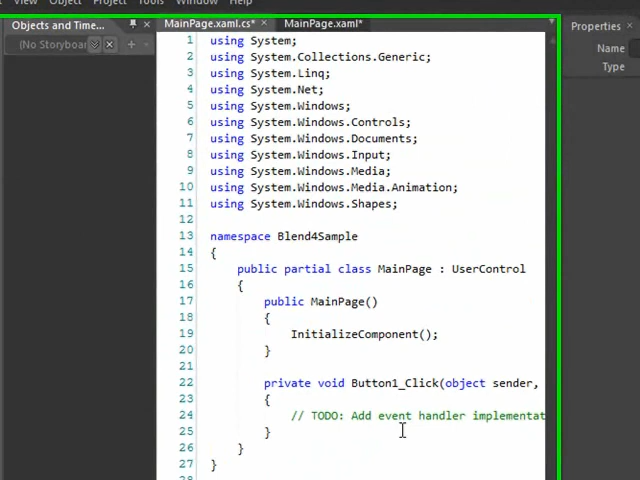 View Object Project Tools Window
Objects and Time...
MainPage.xaml.cs* ×
MainPage.xaml*
Properties ×
(No Storyboar
Name
Type
1 using System;
2 using System.Collections.Generic;
3 using System.Linq;
4 using System.Net;
5 using System.Windows;
6 using System.Windows.Controls;
7 using System.Windows.Documents;
8 using System.Windows.Input;
9 using System.Windows.Media;
10 using System.Windows.Media.Animation;
11 using System.Windows.Shapes;
12
13 namespace Blend4Sample
14 {
15 public partial class MainPage : UserControl
16 {
17 public MainPage()
18 {
19 InitializeComponent();
20 }
21
22 private void Button1_Click(object sender,
23 {
24 // TODO: Add event handler implementat
25 }
26 }
27 }
28